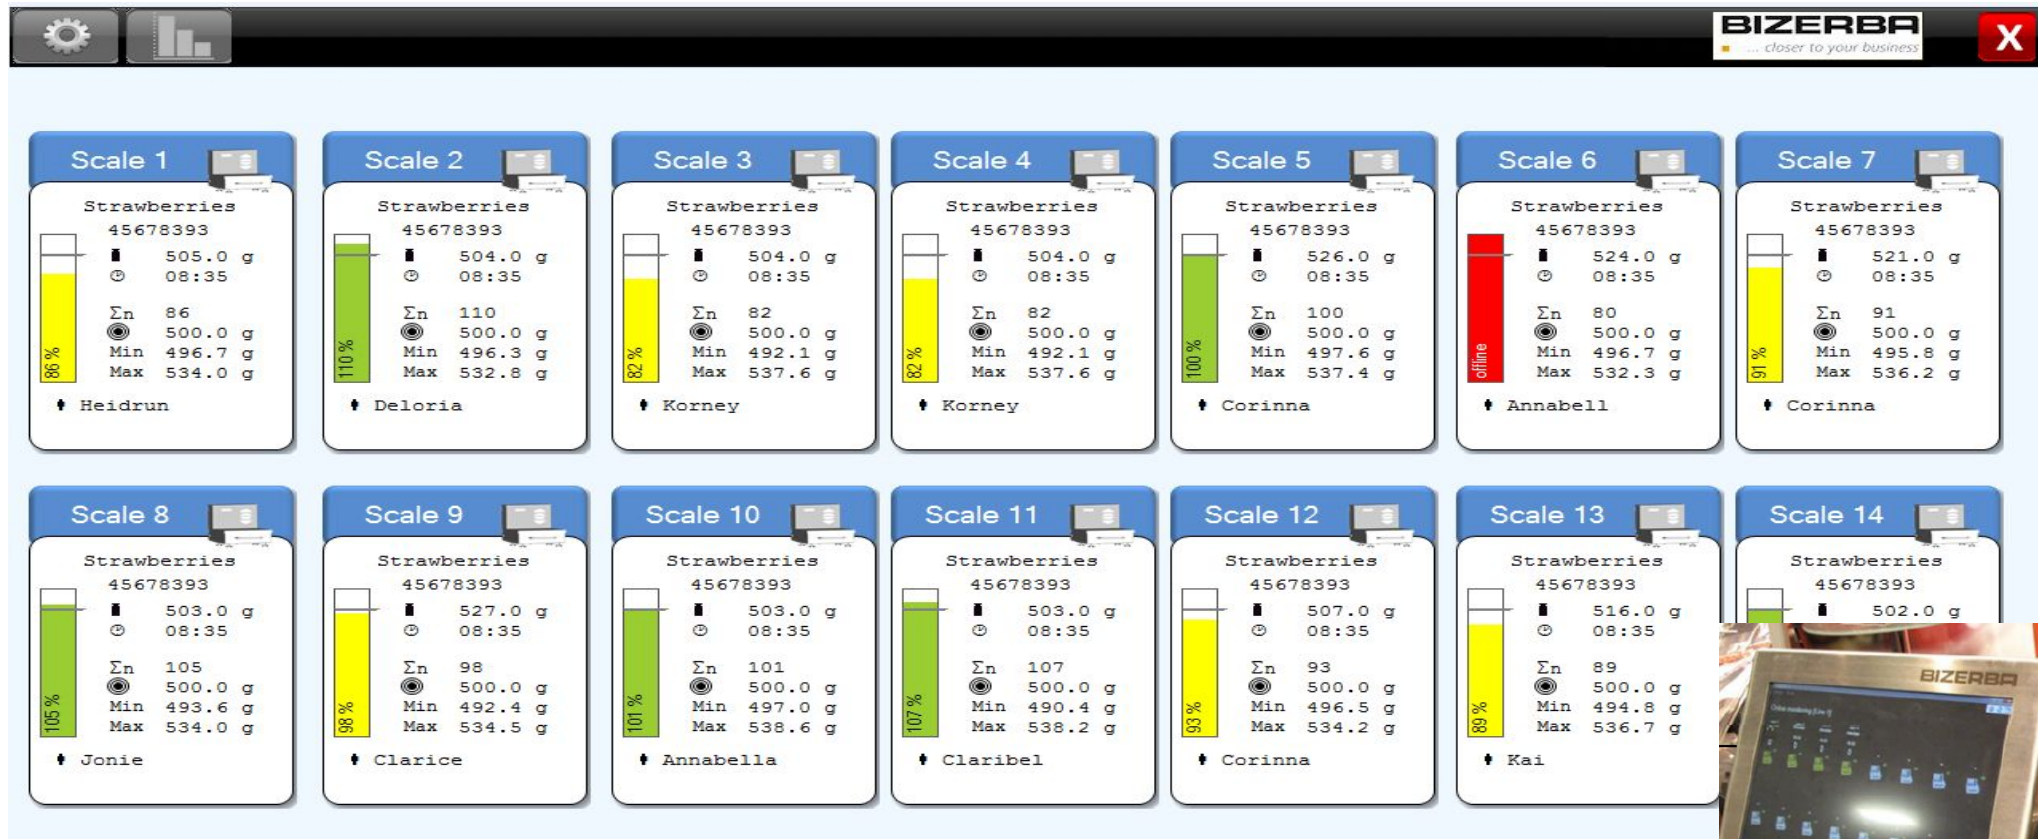 BIZERBA
... closer to your business
X
Scale 1
Strawberries
45678393
505.0 g
08:35
Σn 86
500.0 g
Min 496.7 g
Max 534.0 g
86 %
Heidrun
Scale 2
Strawberries
45678393
504.0 g
08:35
Σn 110
500.0 g
Min 496.3 g
Max 532.8 g
110 %
Deloria
Scale 3
Strawberries
45678393
504.0 g
08:35
Σn 82
500.0 g
Min 492.1 g
Max 537.6 g
82 %
Korney
Scale 4
Strawberries
45678393
504.0 g
08:35
Σn 82
500.0 g
Min 492.1 g
Max 537.6 g
82 %
Korney
Scale 5
Strawberries
45678393
526.0 g
08:35
Σn 100
500.0 g
Min 497.6 g
Max 537.4 g
100 %
Corinna
Scale 6
Strawberries
45678393
524.0 g
08:35
Σn 80
500.0 g
Min 496.7 g
Max 532.3 g
offline
Annabell
Scale 7
Strawberries
45678393
521.0 g
08:35
Σn 91
500.0 g
Min 495.8 g
Max 536.2 g
91 %
Corinna
Scale 8
Strawberries
45678393
503.0 g
08:35
Σn 105
500.0 g
Min 493.6 g
Max 534.0 g
105 %
Jonie
Scale 9
Strawberries
45678393
527.0 g
08:35
Σn 98
500.0 g
Min 492.4 g
Max 534.5 g
98 %
Clarice
Scale 10
Strawberries
45678393
503.0 g
08:35
Σn 101
500.0 g
Min 497.0 g
Max 538.6 g
101 %
Annabella
Scale 11
Strawberries
45678393
503.0 g
08:35
Σn 107
500.0 g
Min 490.4 g
Max 538.2 g
107 %
Claribel
Scale 12
Strawberries
45678393
507.0 g
08:35
Σn 93
500.0 g
Min 496.5 g
Max 534.2 g
93 %
Corinna
Scale 13
Strawberries
45678393
516.0 g
08:35
Σn 89
500.0 g
Min 494.8 g
Max 536.7 g
89 %
Kai
Scale 14
Strawberries
45678393
502.0 g
BIZERBA